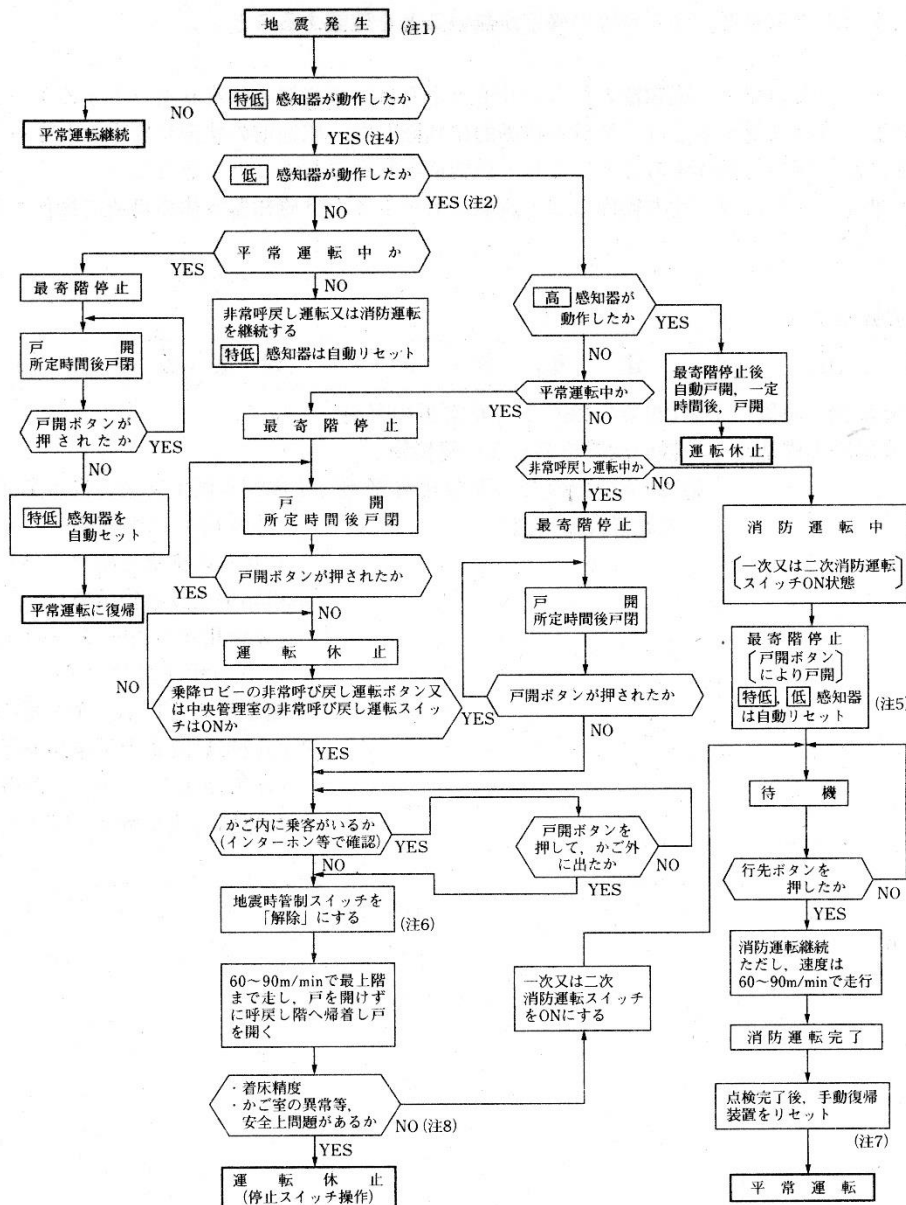 地震発生 (注1)
特低 感知器が動作したか
NO
平常運転継続
YES(注4)
低 感知器が動作したか
YES(注2)
NO
平常運転中か
YES
NO
最寄階停止
非常呼戻し運転又は消防運転
を継続する
特低 感知器は自動リセット
高 感知器が
動作したか
YES
NO
戸開
所定時間後戸閉
最寄階停止後
自動戸開，一定
時間後，戸開
運転休止
平常運転中か
YES
NO
戸開ボタンが
押されたか
YES
NO
最寄階停止
非常呼戻し運転中か
NO
YES
戸開
所定時間後戸閉
特低 感知器を
自動セット
最寄階停止
消防運転中
一次又は二次消防運転
スイッチON状態
戸開ボタンが押されたか
YES
NO
平常運転に復帰
戸開
所定時間後戸閉
運転休止
最寄階停止
戸開ボタン
により戸開
特低，低 感知器
は自動リセット
(注5)
NO
乗降ロビーの非常呼び戻し運転ボタン又
は中央管理室の非常呼び戻し運転スイッ
チはONか
YES
戸開ボタンが押されたか
YES
NO
待機
かご内に乗客がいるか
(インターホン等で確認)
YES
NO
戸開ボタンを
押して，かご外
に出たか
NO
YES
行先ボタンを
押したか
NO
YES
地震時管制スイッチを
「解除」にする
(注6)
消防運転継続
ただし，速度は
60〜90m/minで走行
60〜90m/minで最上階
まで走し，戸を開けず
に呼戻し階へ帰着し戸
を開く
一次又は二次
消防運転スイッチ
をONにする
消防運転完了
・着床精度
・かご室の異常等，
安全上問題があるか
NO(注8)
YES
点検完了後，手動復帰
装置をリセット
(注7)
運転休止
(停止スイッチ操作)
平常運転